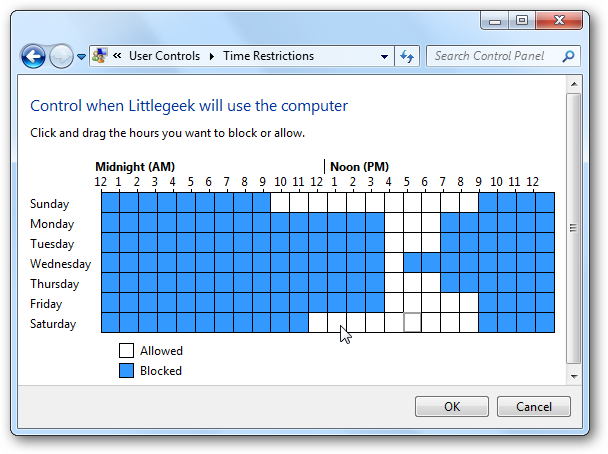 « User Controls Time Restrictions Search Control Panel
Control when Littlegeek will use the computer
Click and drag the hours you want to block or allow.
Midnight (AM) Noon (PM)
12 1 2 3 4 5 6 7 8 9 10 11 12 1 2 3 4 5 6 7 8 9 10 11 12
Sunday
Monday
Tuesday
Wednesday
Thursday
Friday
Saturday
Allowed
Blocked
OK Cancel